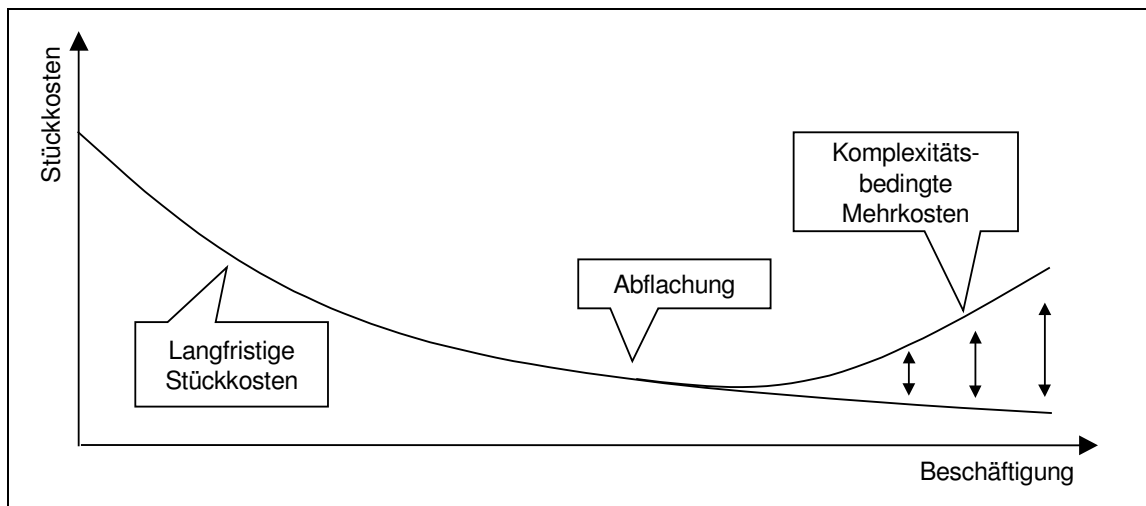 Stückkosten
Komplexitäts-
bedingte
Mehrkosten
Abflachung
Langfristige
Stückkosten
Beschäftigung